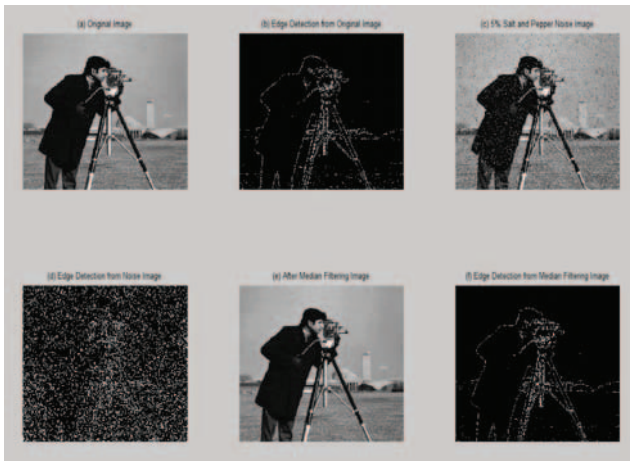 (a) Original Image
(b) Edge Detection from Original Image
(c) 5% Salt and Pepper Noise Image
(d) Edge Detection from Noise Image
(e) After Median Filtering Image
(f) Edge Detection from Median Filtering Image